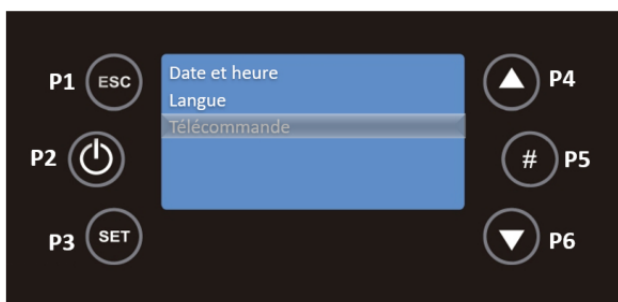 P1 ESC
Date et heure
P4
Langue
Télécommande
P2
# P5
P3 SET
P6